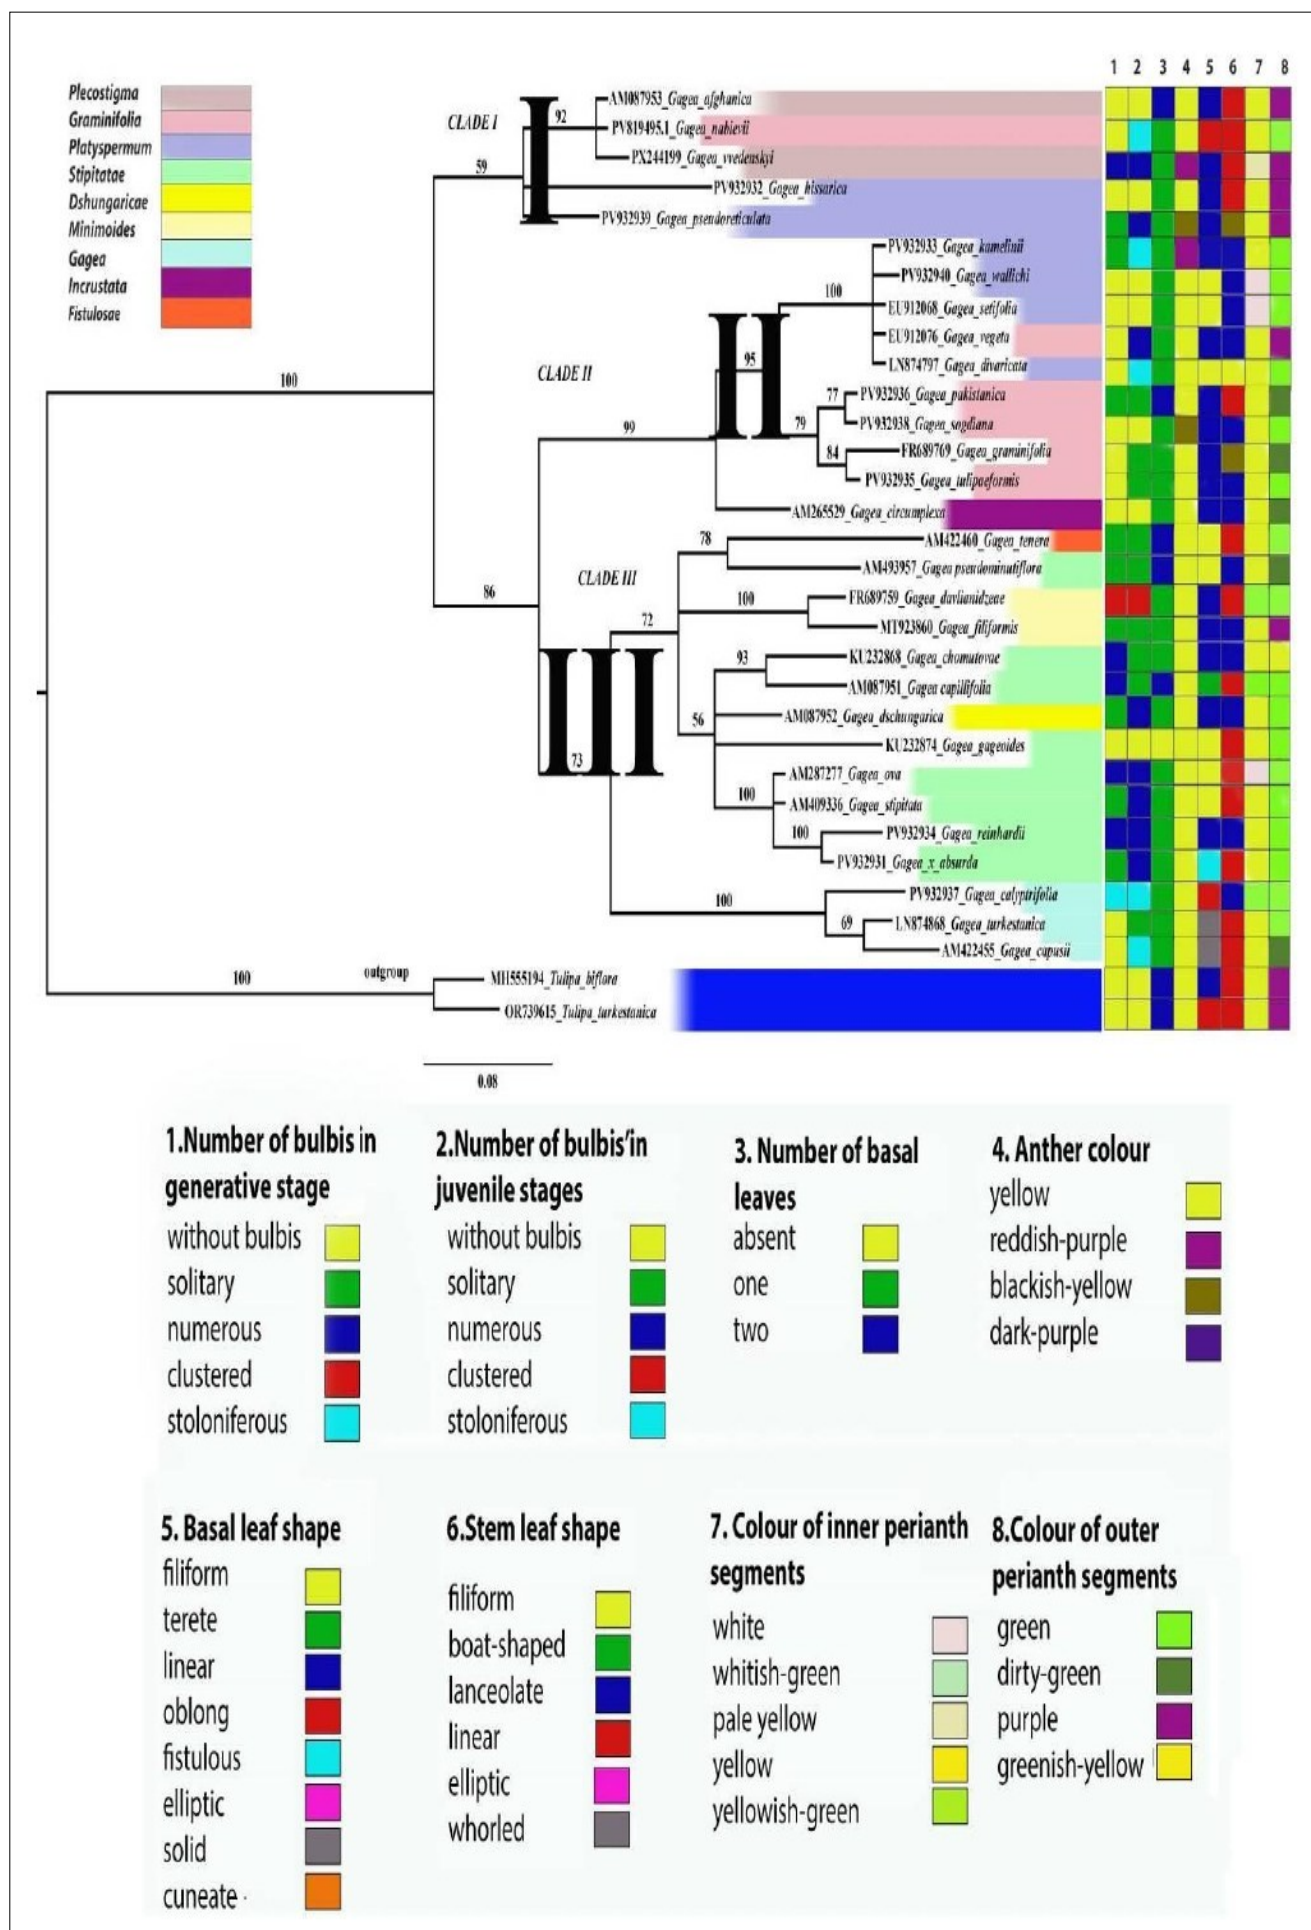 1 2 3 4 5 6 7 8
Plecostigma
Graminifolia
Platyspermum
Stipitatae
Dshungaricae
Minimoides
Gagea
Incrustata
Fistulosae
CLADE I
I
92
59
AM087953_Gagea_afghanica
PV819495.1_Gagea_nabievii
PX244199_Gagea_vvedenskyi
PV932932_Gagea_hissarica
PV932939_Gagea_pseudoreticulata
PV932933_Gagea_kamelinii
PV932940_Gagea_wallichi
100
EU912068_Gagea_setifolia
EU912076_Gagea_vegeta
LN874797_Gagea_divaricata
II
95
CLADE II
100
77
PV932936_Gagea_pakistanica
79
PV932938_Gagea_sogdiana
99
84
FR689769_Gagea_graminifolia
PV932935_Gagea_tulipaeformis
AM265529_Gagea_circumplexa
AM422460_Gagea_tenera
78
AM493957_Gagea pseudominutiflora
CLADE III
86
100
FR689759_Gagea_davlianidzeae
72
MT923860_Gagea_filiformis
93
KU232868_Gagea_chomutovae
AM087951_Gagea capillifolia
III
56
AM087952_Gagea_dschungarica
KU232874_Gagea_gageoides
73
AM287277_Gagea_ova
100
AM409336_Gagea_stipitata
100
PV932934_Gagea_reinhardii
PV932931_Gagea_x_absurda
100
PV932937_Gagea_calyptrifolia
69
LN874868_Gagea_turkestanica
AM422455_Gagea_capusii
100
outgroup
MH555194_Tulipa_biflora
OR739615_Tulipa_turkestanica
0.08
1.Number of bulbis in
generative stage
without bulbis
solitary
numerous
clustered
stoloniferous
2.Number of bulbis'in
juvenile stages
without bulbis
solitary
numerous
clustered
stoloniferous
3. Number of basal
leaves
absent
one
two
4. Anther colour
yellow
reddish-purple
blackish-yellow
dark-purple
5. Basal leaf shape
filiform
terete
linear
oblong
fistulous
elliptic
solid
cuneate
6.Stem leaf shape
filiform
boat-shaped
lanceolate
linear
elliptic
whorled
7. Colour of inner perianth
segments
white
whitish-green
pale yellow
yellow
yellowish-green
8.Colour of outer
perianth segments
green
dirty-green
purple
greenish-yellow